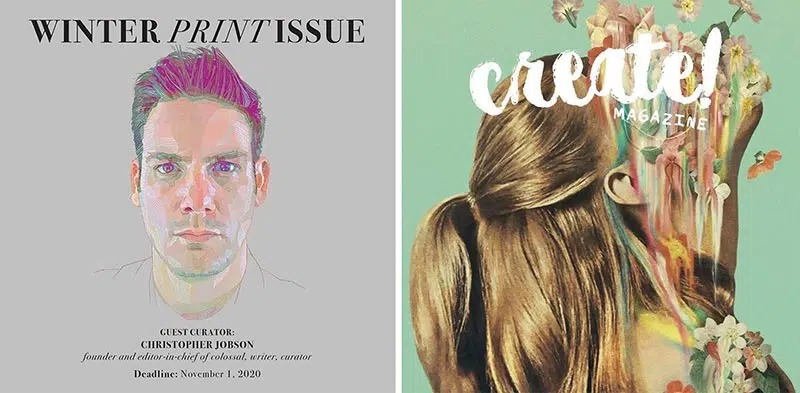 WINTER PRINT ISSUE
GUEST CURATOR:
CHRISTOPHER JOBSON
founder and editor-in-chief of colossal, writer, curator
Deadline: November 1, 2020
create!
MAGAZINE